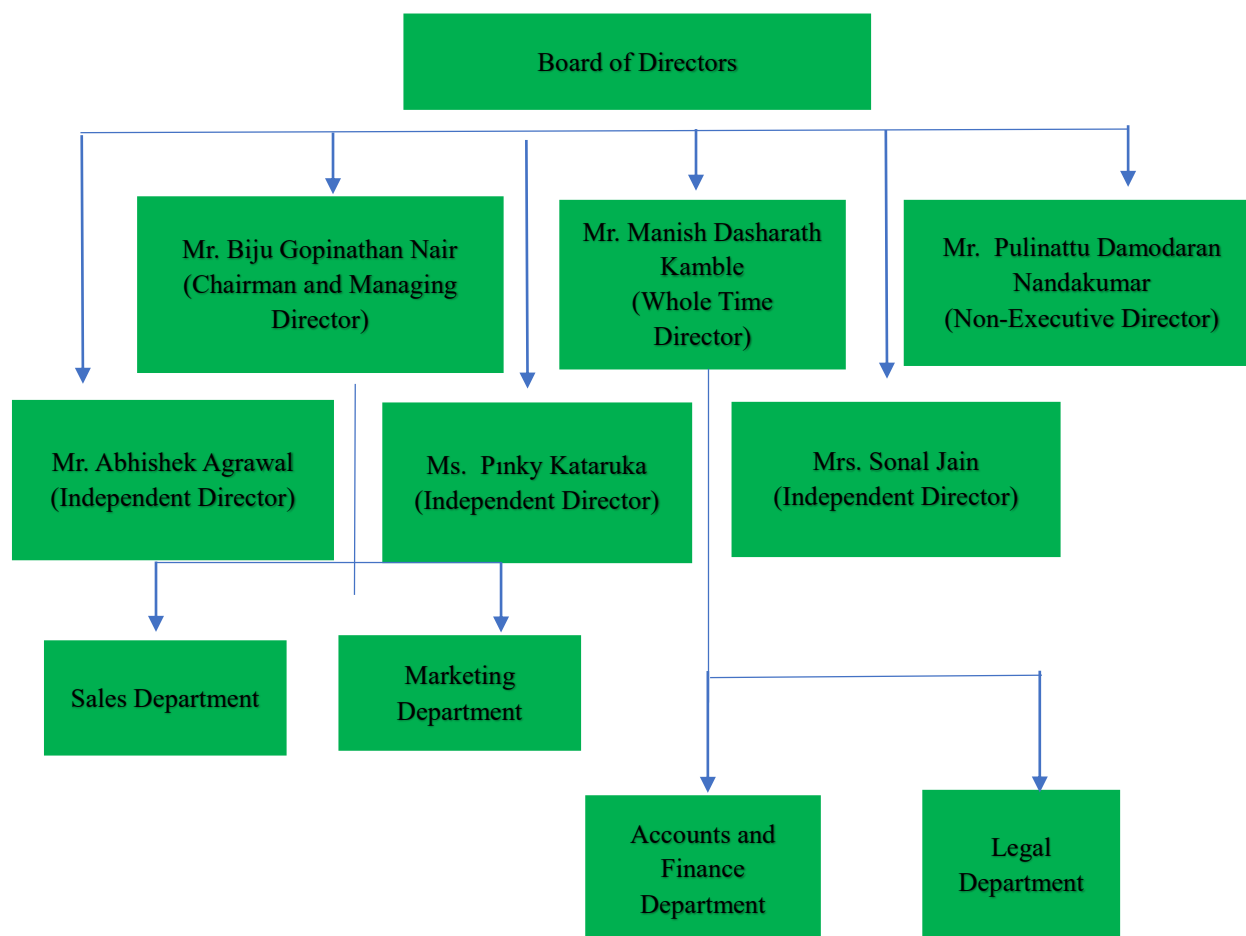 Board of Directors
Mr. Biju Gopinathan Nair
(Chairman and Managing
Director)
Mr. Manish Dasharath
Kamble
(Whole Time
Director)
Mr. Pulinattu Damodaran
Nandakumar
(Non-Executive Director)
Mr. Abhishek Agrawal
(Independent Director)
Ms. Pınky Kataruka
(Independent Director)
Mrs. Sonal Jain
(Independent Director)
Sales Department
Marketing
Department
Accounts and
Finance
Department
Legal
Department